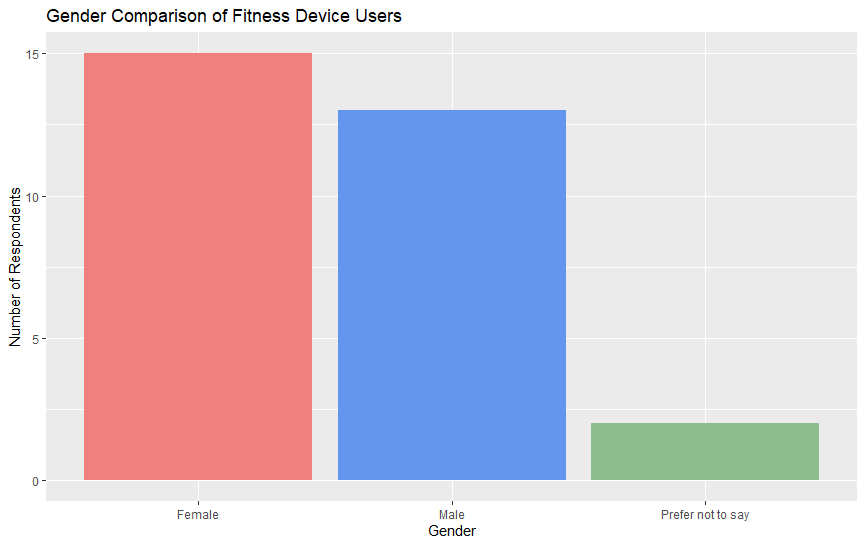 Gender Comparison of Fitness Device Users
Number of Respondents
15
10
5
0
Female
Male
Prefer not to say
Gender